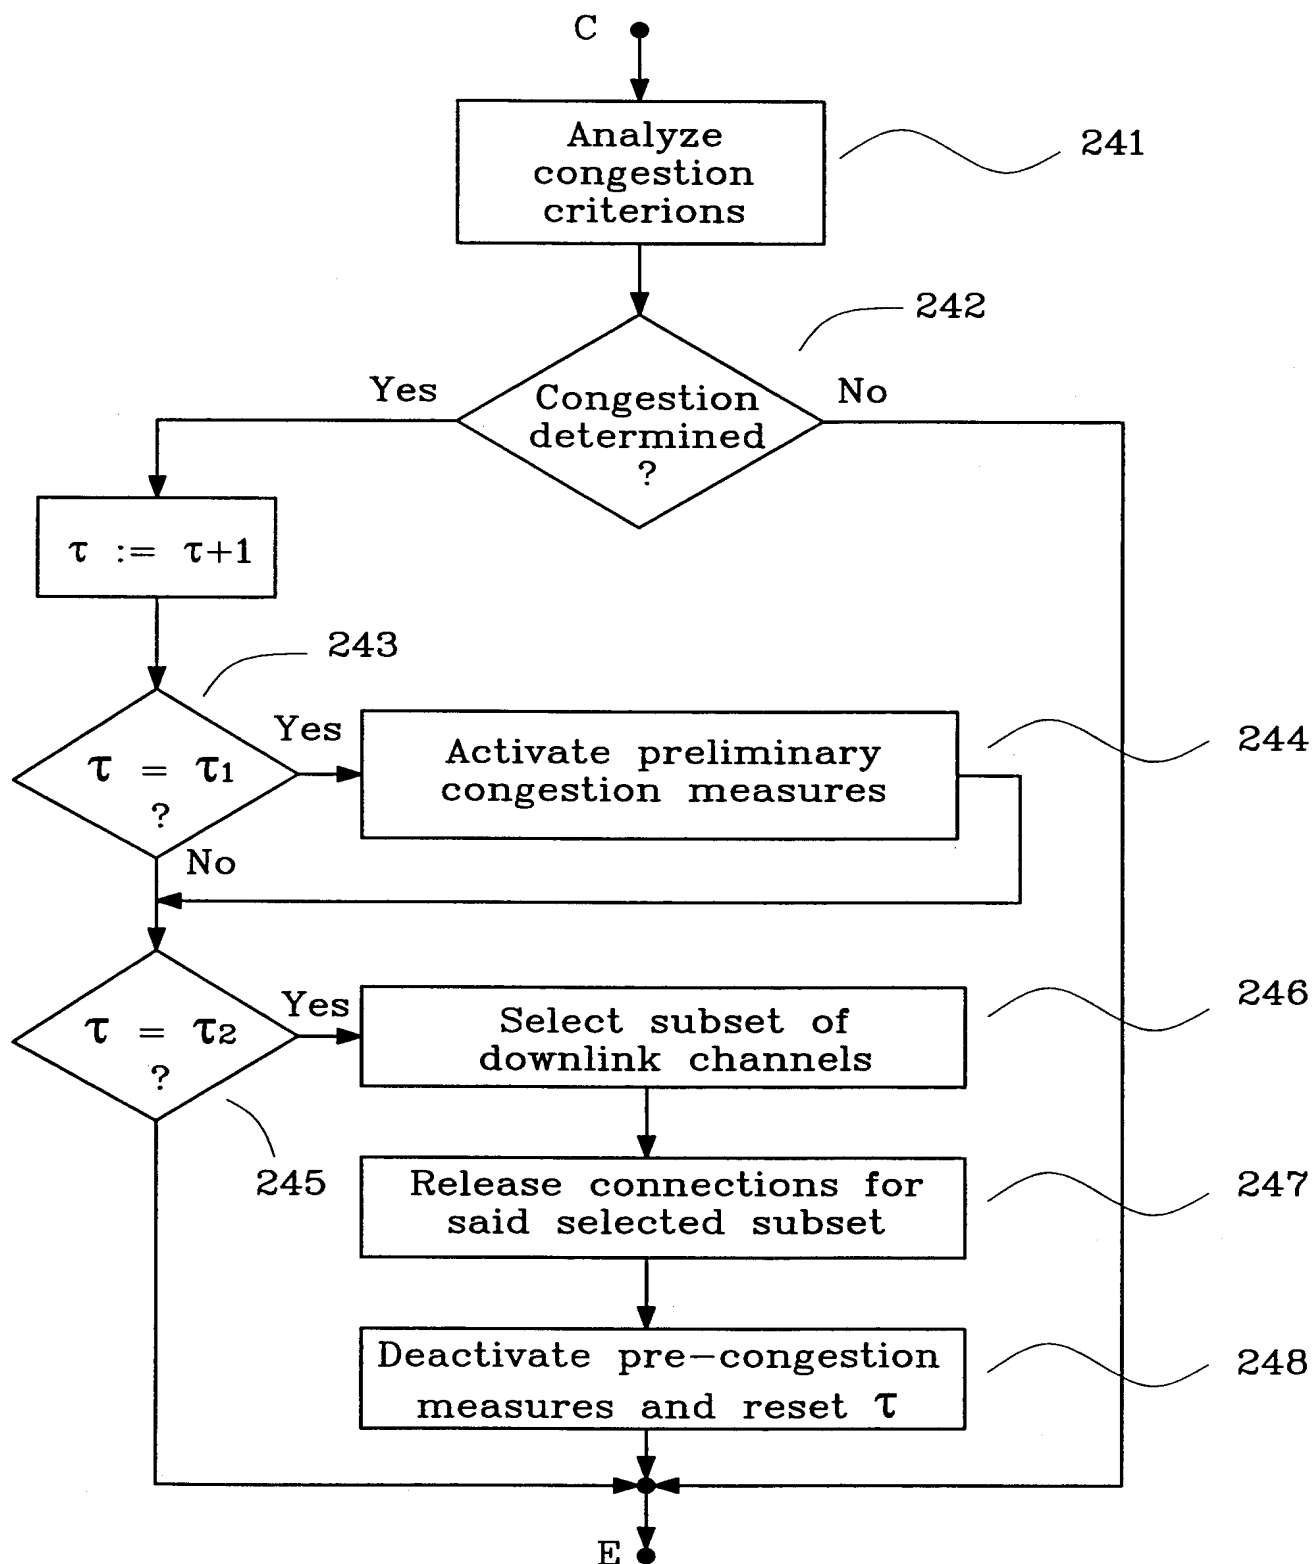 C
Analyze
congestion
criterions
241
242
Yes
Congestion
determined
?
No
τ := τ+1
243
τ = τ1
?
Yes
Activate preliminary
congestion measures
244
No
τ = τ2
?
Yes
Select subset of
downlink channels
246
245
Release connections for
said selected subset
247
Deactivate pre-congestion
measures and reset τ
248
E